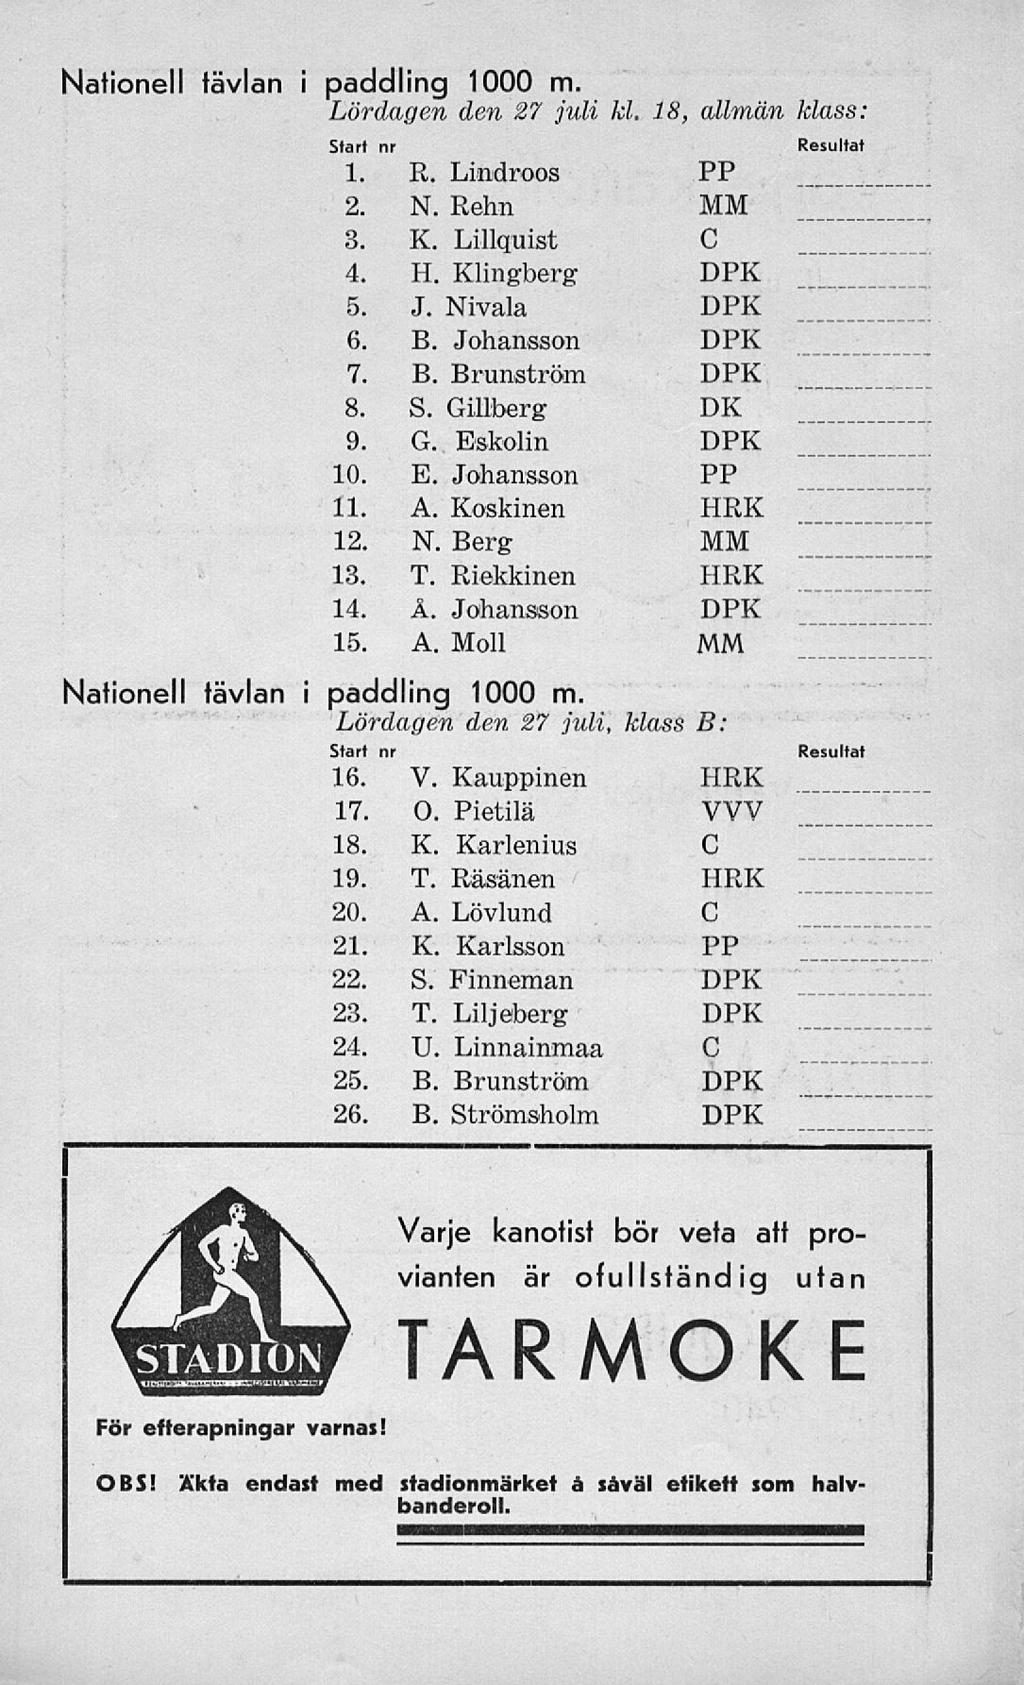 Nationell tävlan i paddling 1000 m.
Lördagen den 27 juli kl. 18, allmän klass:
Start nr Resultat
1. R. Lindroos PP
2. N. Rehn MM
3. K. Lillquist C
4. H. Klingberg DPK
5. J. Nivala DPK
6. B. Johansson DPK
7. B. Brunström DPK
8. S. Gillberg DK
9. G. Eskolin DPK
10. E. Johansson PP
11. A. Koskinen HRK
12. N. Berg MM
13. T. Riekkinen HRK
14. Å. Johansson DPK
15. A. Moll MM
Nationell tävlan i paddling 1000 m.
Lördagen den 27 juli, klass B:
Start nr Resultat
16. V. Kauppinen HRK
17. O. Pietilä VVV
18. K. Karlenius C
19. T. Räsänen HRK
20. A. Lövlund C
21. K. Karlsson PP
22. S. Finneman DPK
23. T. Liljeberg DPK
24. U. Linnainmaa C
25. B. Brunström DPK
26. B. Strömsholm DPK
STADION
Varje kanotist bör veta att pro-
vianten är ofullständig utan
TARMOKE
För efterapningar varnas!
OBS! Äkta endast med stadionmärket å såväl etikett som halv-
banderoll.